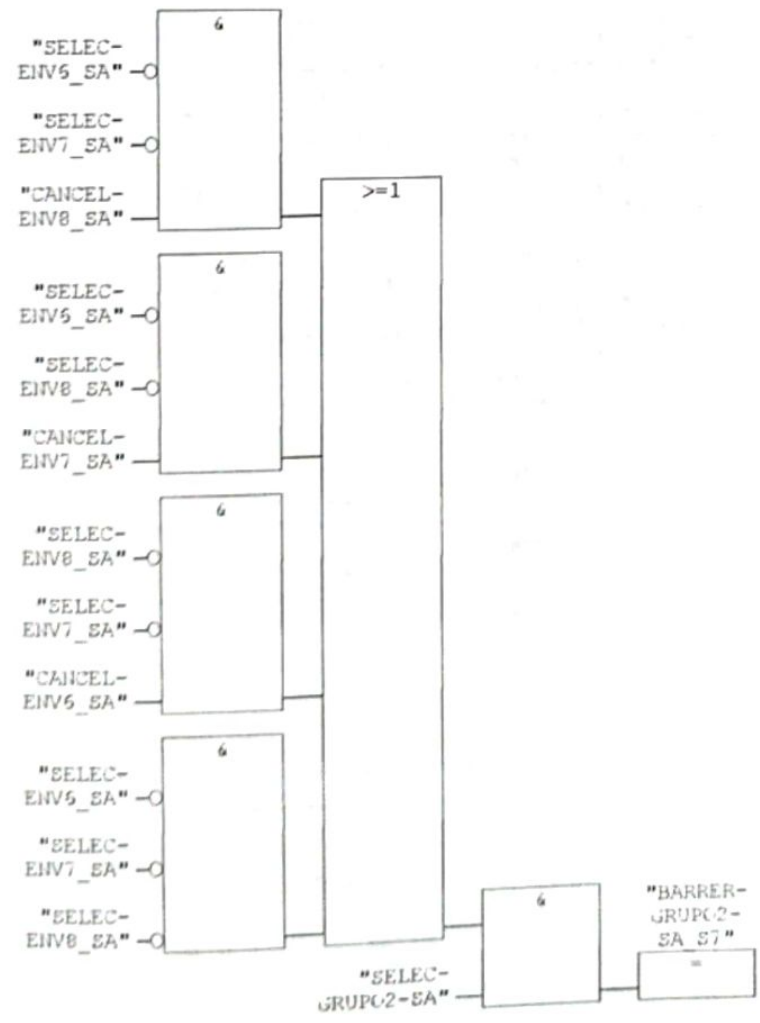 &
"SELEC-
ENV6_SA"
"SELEC-
ENV7_SA"
"CANCEL-
ENV8_SA"
>=1
&
"SELEC-
ENV6_SA"
"SELEC-
ENV8_SA"
"CANCEL-
ENV7_SA"
&
"SELEC-
ENV8_SA"
"SELEC-
ENV7_SA"
"CANCEL-
ENV6_SA"
&
"SELEC-
ENV6_SA"
"SELEC-
ENV7_SA"
"SELEC-
ENV8_SA"
&
"SELEC-
GRUPO2-SA"
"BARRER-
GRUPO2-
SA_S7"
=